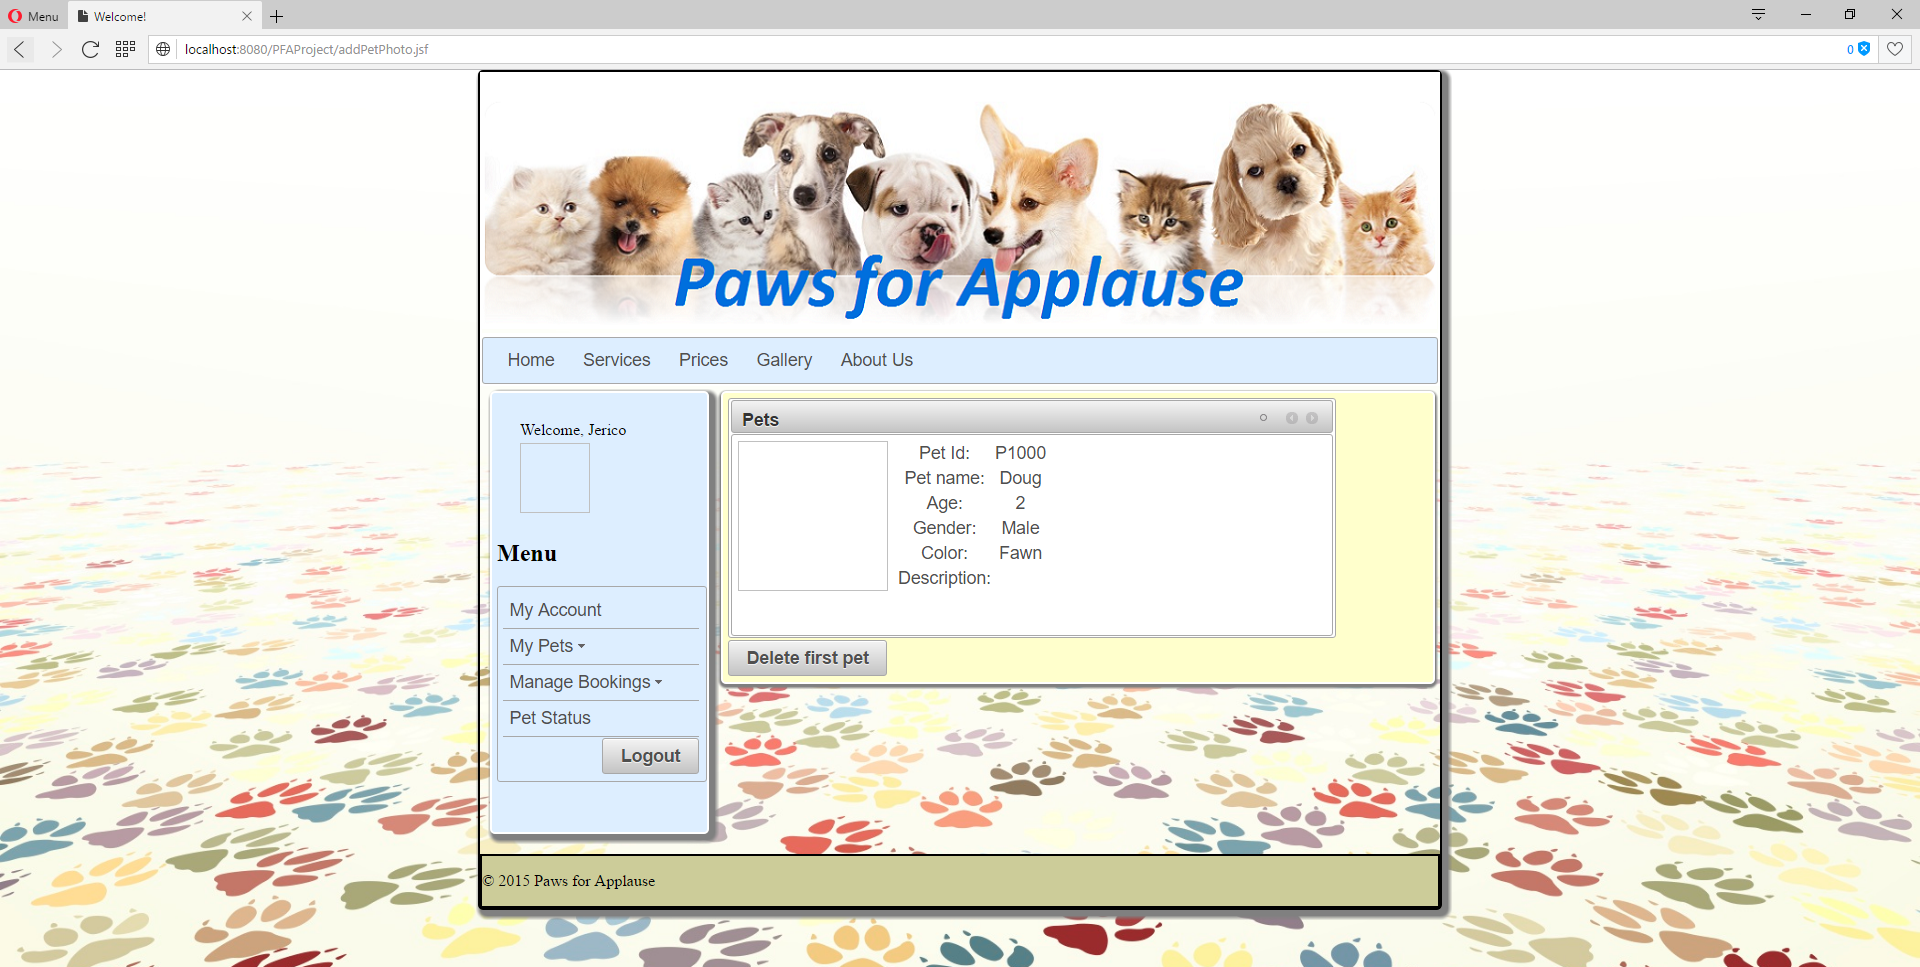 Menu
Welcome!
localhost:8080/PFAProject/addPetPhoto.jsf
0
Paws for Applause
Home Services Prices Gallery About Us
Welcome, Jerico
Menu
My Account
My Pets
Manage Bookings
Pet Status
Logout
Pets
Pet Id: P1000
Pet name: Doug
Age: 2
Gender: Male
Color: Fawn
Description:
Delete first pet
© 2015 Paws for Applause